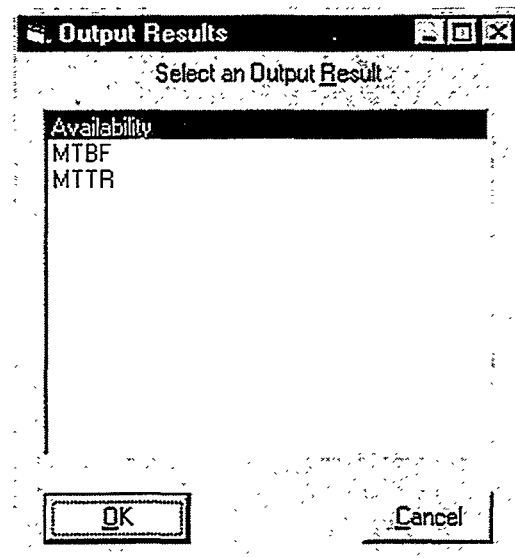 Output Results
Select an Output Result
Availability
MTBF
MTTR
OK
Cancel